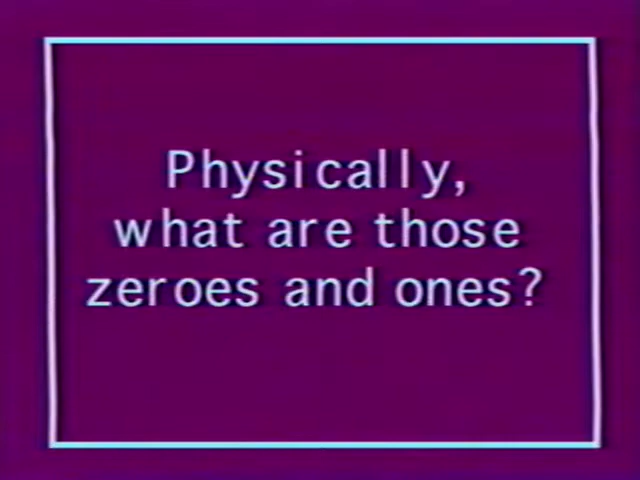 Physically,
what are those
zeroes and ones?